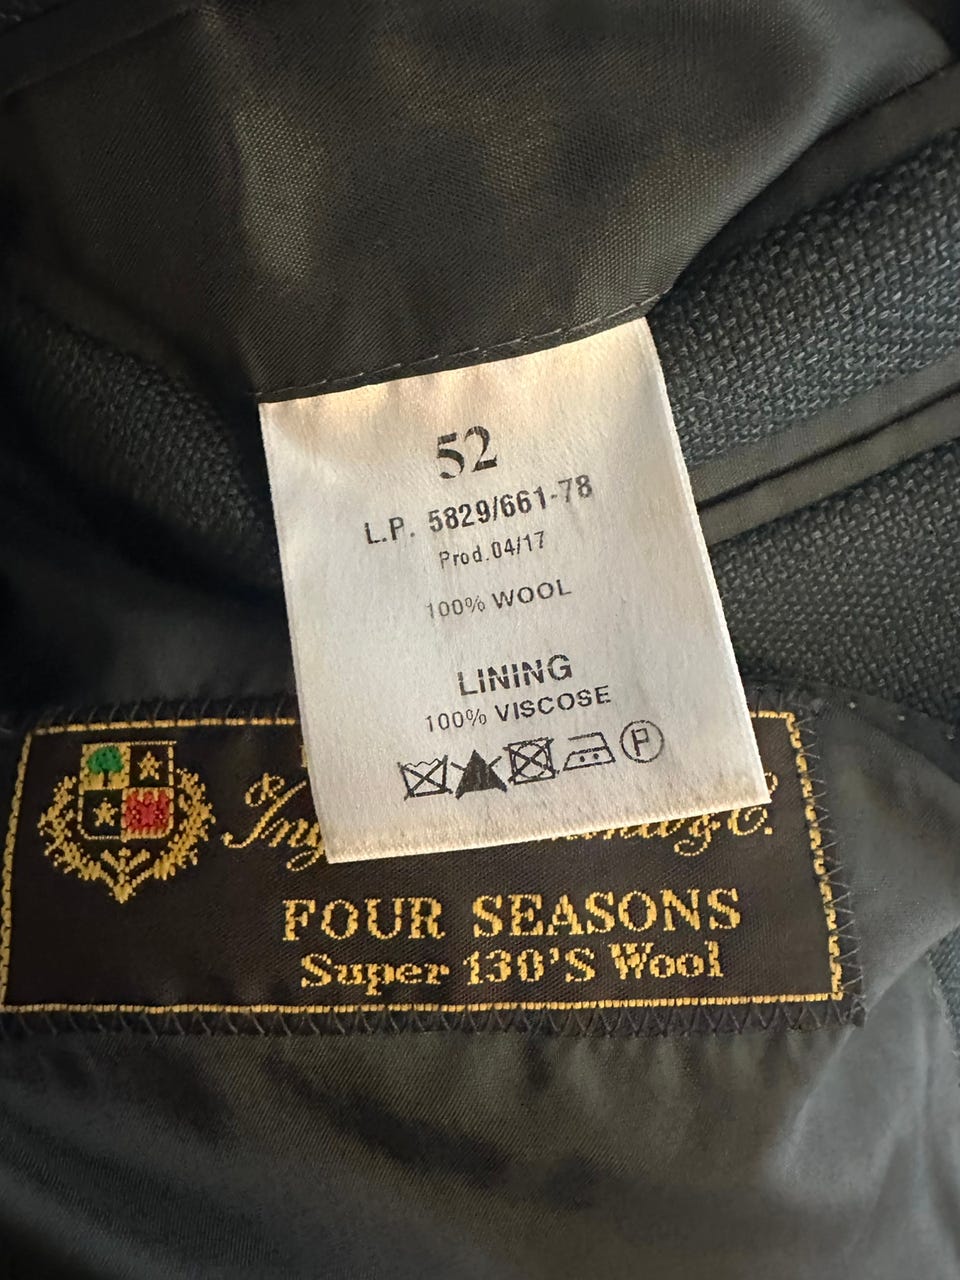 52
L.P. 5829/661-78
Prod.04/17
100% WOOL
LINING
100% VISCOSE
P
& C.
FOUR SEASONS
Super 130'S Wool